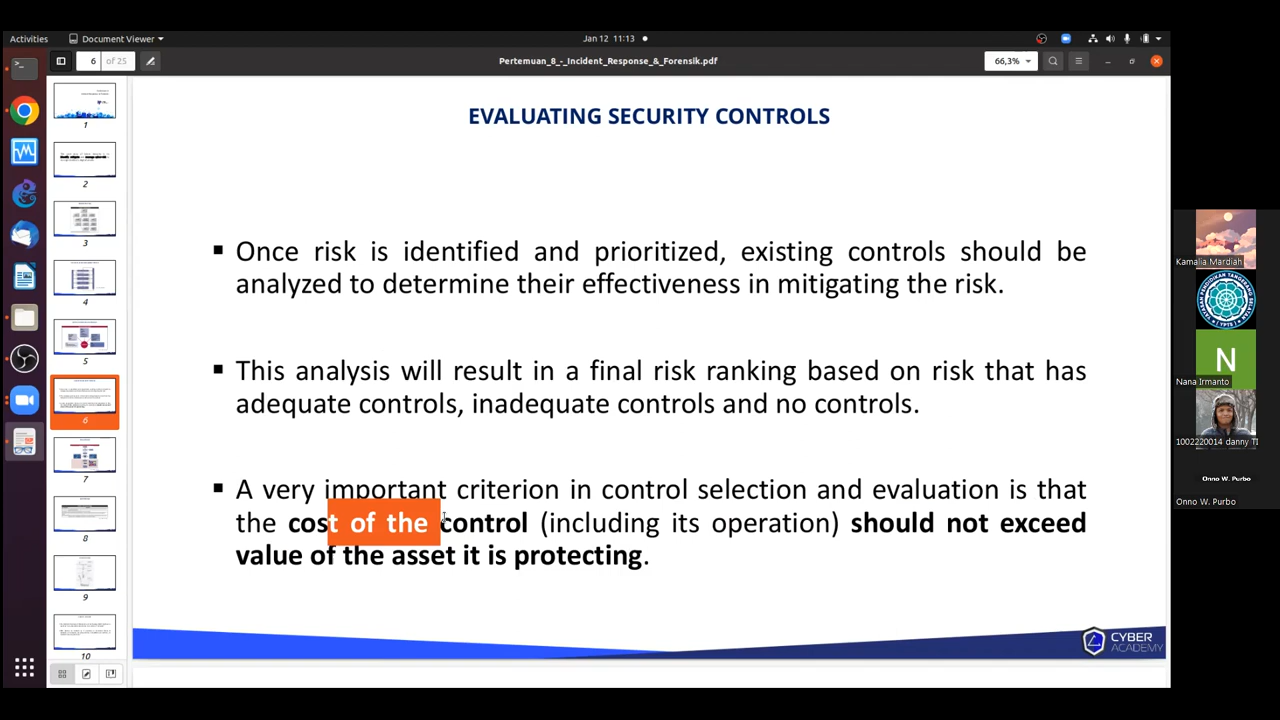 Activities
Document Viewer
Jan 12 11:13
6
of 25
Pertemuan_8_-_Incident_Response_&_Forensik.pdf
66,3%
1
2
3
4
5
6
7
8
9
10
EVALUATING SECURITY CONTROLS
▪ Once risk is identified and prioritized, existing controls should be
analyzed to determine their effectiveness in mitigating the risk.
▪ This analysis will result in a final risk ranking based on risk that has
adequate controls, inadequate controls and no controls.
▪ A very important criterion in control selection and evaluation is that
the cost of the control (including its operation) should not exceed
value of the asset it is protecting.
CYBER
ACADEMY
Kamalia Mardiah
N
Nana Irmanto
1002220014 danny TI
Onno W. Purbo
Onno W. Purbo